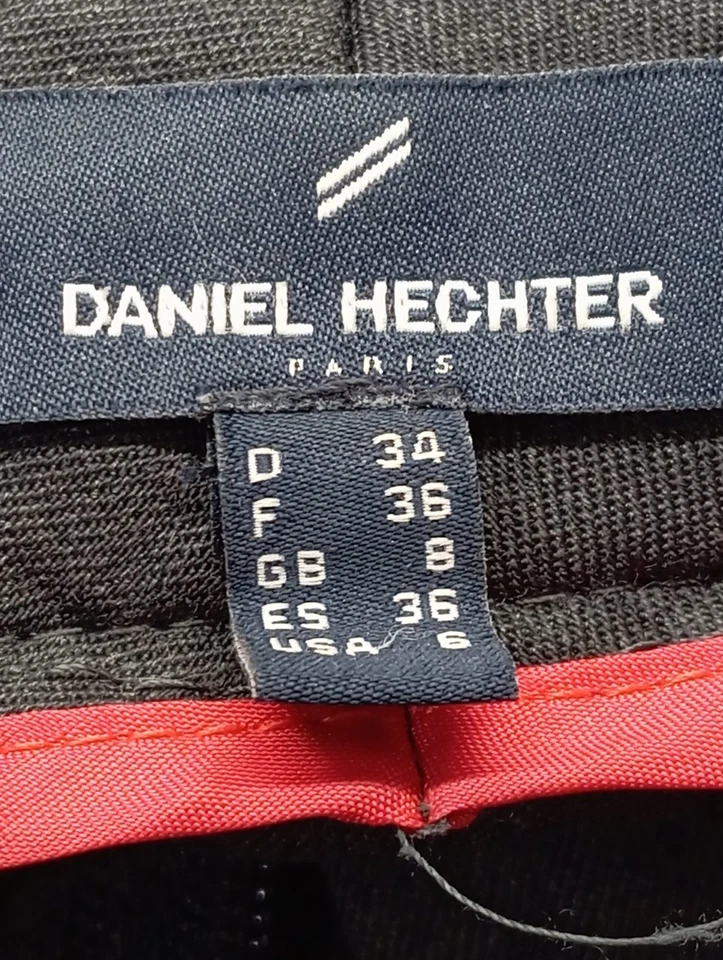 DANIEL HECHTER
PARIS
D 34
F 36
GB 8
ES 36
USA 6